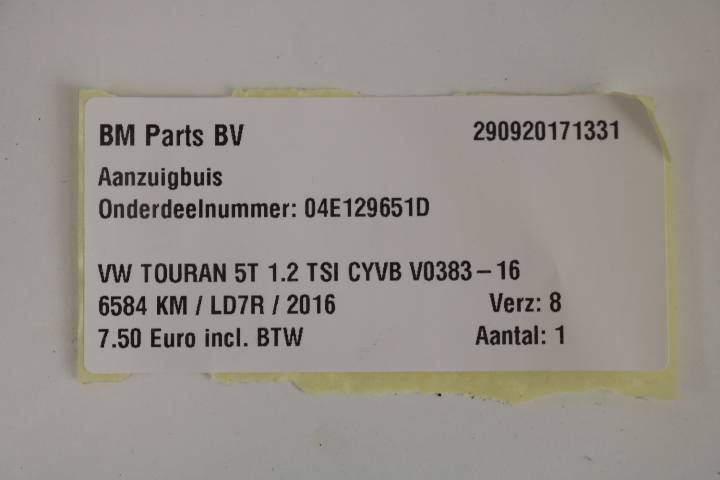 BM Parts BV 290920171331
Aanzuigbuis
Onderdeelnummer: 04E129651D
VW TOURAN 5T 1.2 TSI CYVB V0383-16
6584 KM / LD7R / 2016 Verz: 8
7.50 Euro incl. BTW Aantal: 1